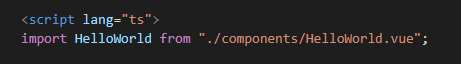 <script lang="ts">
import HelloWorld from "./components/HelloWorld.vue";